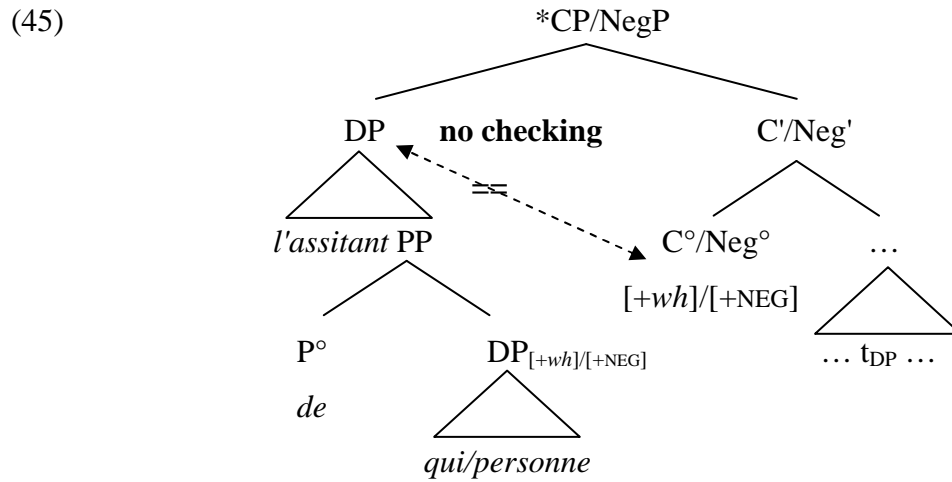 (45) *CP/NegP
DP no checking C'/Neg'
l'assitant PP C°/Neg° …
[+wh]/[+NEG]
P° DP[+wh]/[+NEG] … tDP …
de
qui/personne